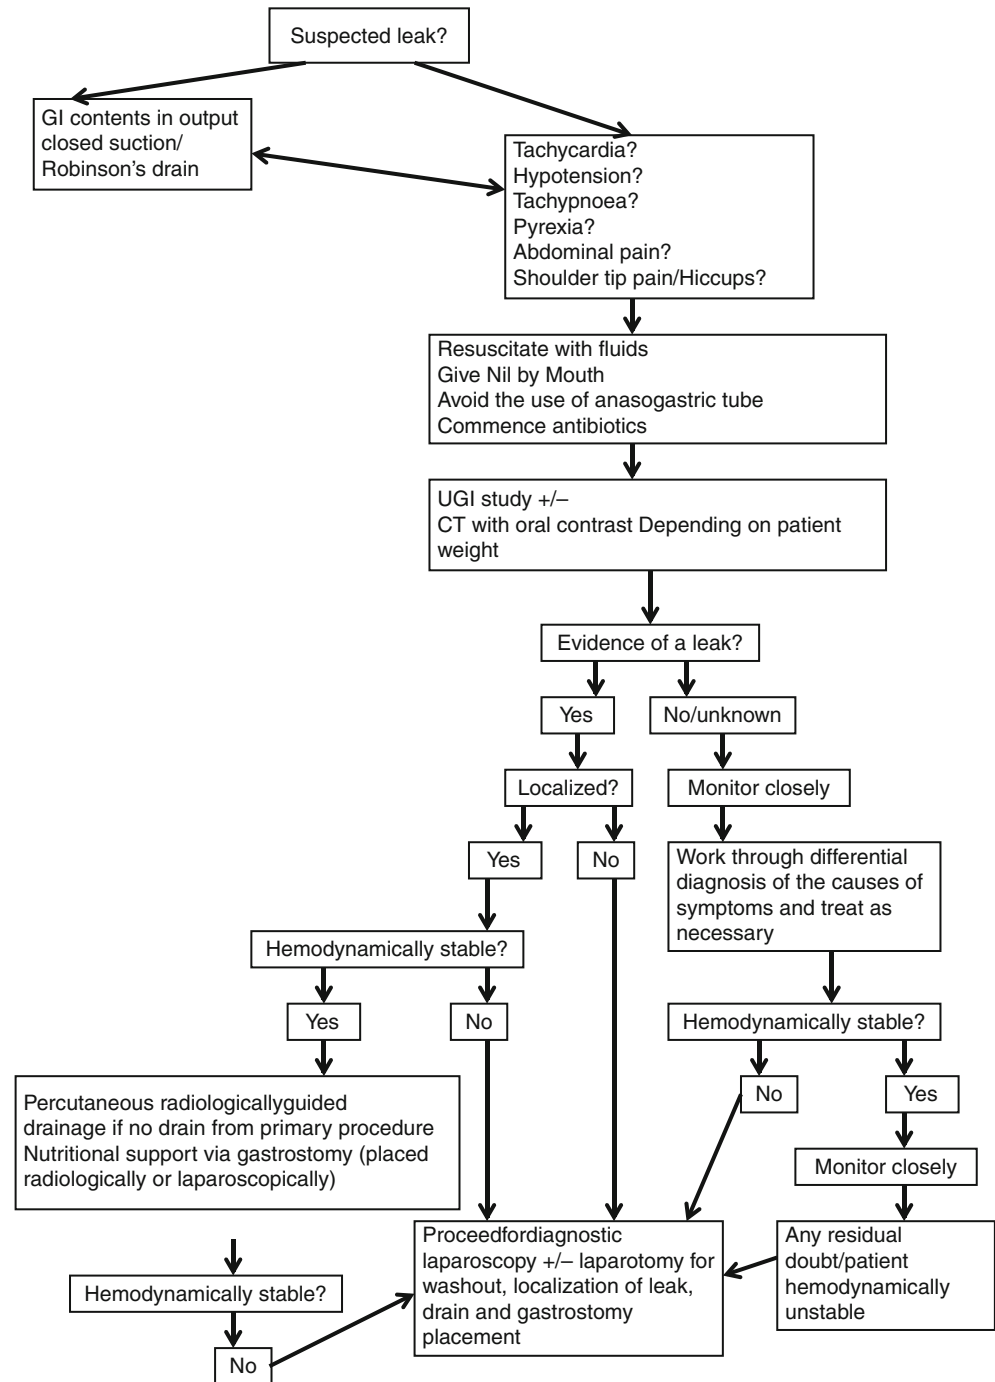 Suspected leak?
GI contents in output
closed suction/
Robinson's drain
Tachycardia?
Hypotension?
Tachypnoea?
Pyrexia?
Abdominal pain?
Shoulder tip pain/Hiccups?
Resuscitate with fluids
Give Nil by Mouth
Avoid the use of anasogastric tube
Commence antibiotics
UGI study +/–
CT with oral contrast Depending on patient
weight
Evidence of a leak?
Yes
No/unknown
Localized?
Monitor closely
Yes
No
Work through differential
diagnosis of the causes of
symptoms and treat as
necessary
Hemodynamically stable?
Yes
No
Hemodynamically stable?
No
Yes
Percutaneous radiologicallyguided
drainage if no drain from primary procedure
Nutritional support via gastrostomy (placed
radiologically or laparoscopically)
Monitor closely
Proceedfordiagnostic
laparoscopy +/– laparotomy for
washout, localization of leak,
drain and gastrostomy
placement
Any residual
doubt/patient
hemodynamically
unstable
Hemodynamically stable?
No